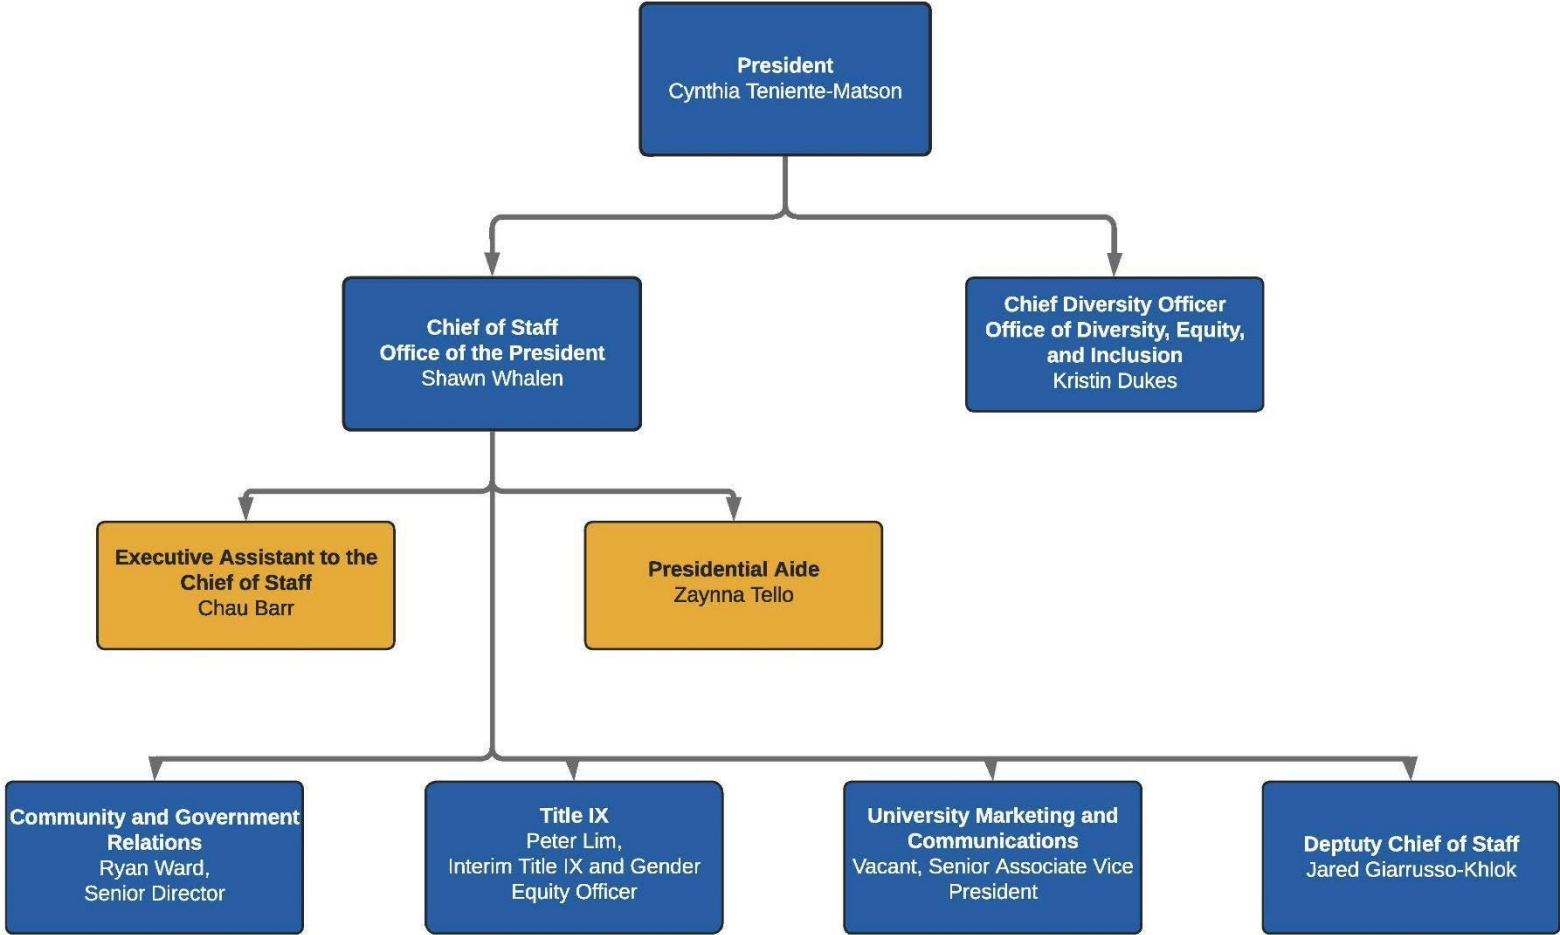 President
Cynthia Teniente-Matson
Chief of Staff
Office of the President
Shawn Whalen
Chief Diversity Officer
Office of Diversity, Equity,
and Inclusion
Kristin Dukes
Executive Assistant to the
Chief of Staff
Chau Barr
Presidential Aide
Zaynna Tello
Community and Government
Relations
Ryan Ward,
Senior Director
Title IX
Peter Lim,
Interim Title IX and Gender
Equity Officer
University Marketing and
Communications
Vacant, Senior Associate Vice
President
Deptuty Chief of Staff
Jared Giarrusso-Khlok